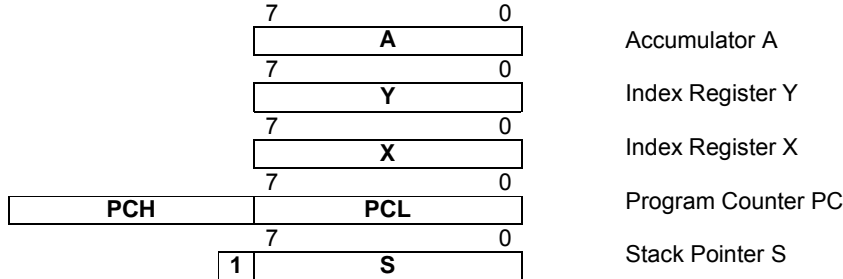 7 0
A Accumulator A
7 0
Y Index Register Y
7 0
X Index Register X
7 0
PCH PCL Program Counter PC
7 0
1 S Stack Pointer S